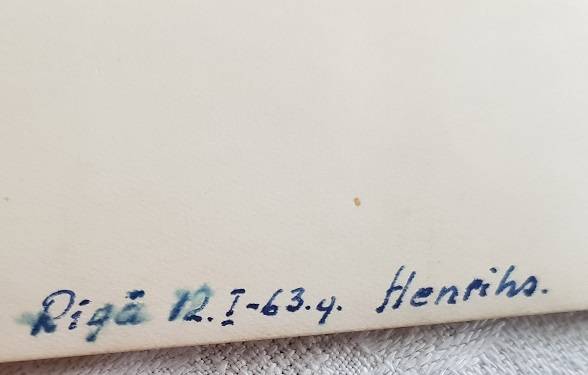 Rīgā 12. I-63. g. Henrihs.